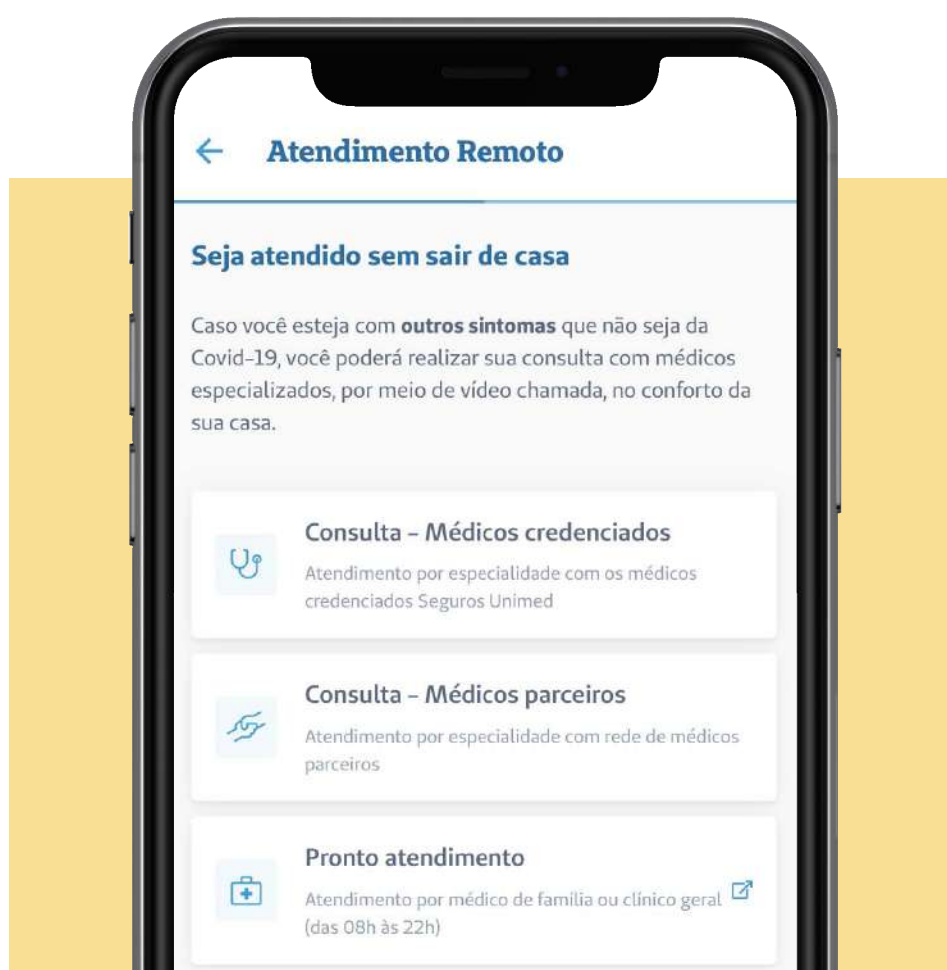 Atendimento Remoto
Seja atendido sem sair de casa
Caso você esteja com outros sintomas que não seja da
Covid-19, você poderá realizar sua consulta com médicos
especializados, por meio de vídeo chamada, no conforto da
sua casa.
Consulta – Médicos credenciados
Atendimento por especialidade com os médicos
credenciados Seguros Unimed
Consulta – Médicos parceiros
Atendimento por especialidade com rede de médicos
parceiros
Pronto atendimento
Atendimento por médico de família ou clínico geral
(das 08h às 22h)